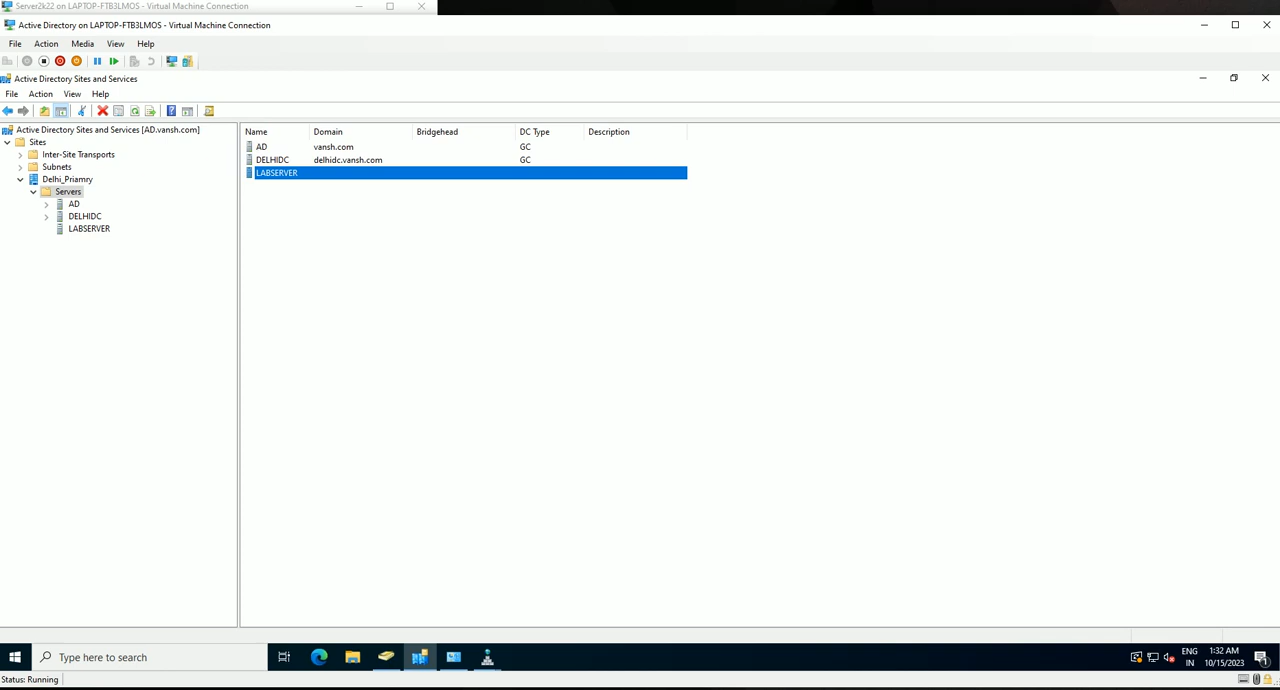 Server2k22 on LAPTOP-FTB3LMOS - Virtual Machine Connection
Active Directory on LAPTOP-FTB3LMOS - Virtual Machine Connection
File Action Media View Help
Active Directory Sites and Services
File Action View Help
Active Directory Sites and Services [AD.vansh.com]
Sites
Inter-Site Transports
Subnets
Delhi_Priamry
Servers
AD
DELHIDC
LABSERVER
Name Domain Bridgehead DC Type Description
AD vansh.com GC
DELHIDC delhidc.vansh.com GC
LABSERVER
Type here to search
ENG
IN
1:32 AM
10/15/2023
1
Status: Running